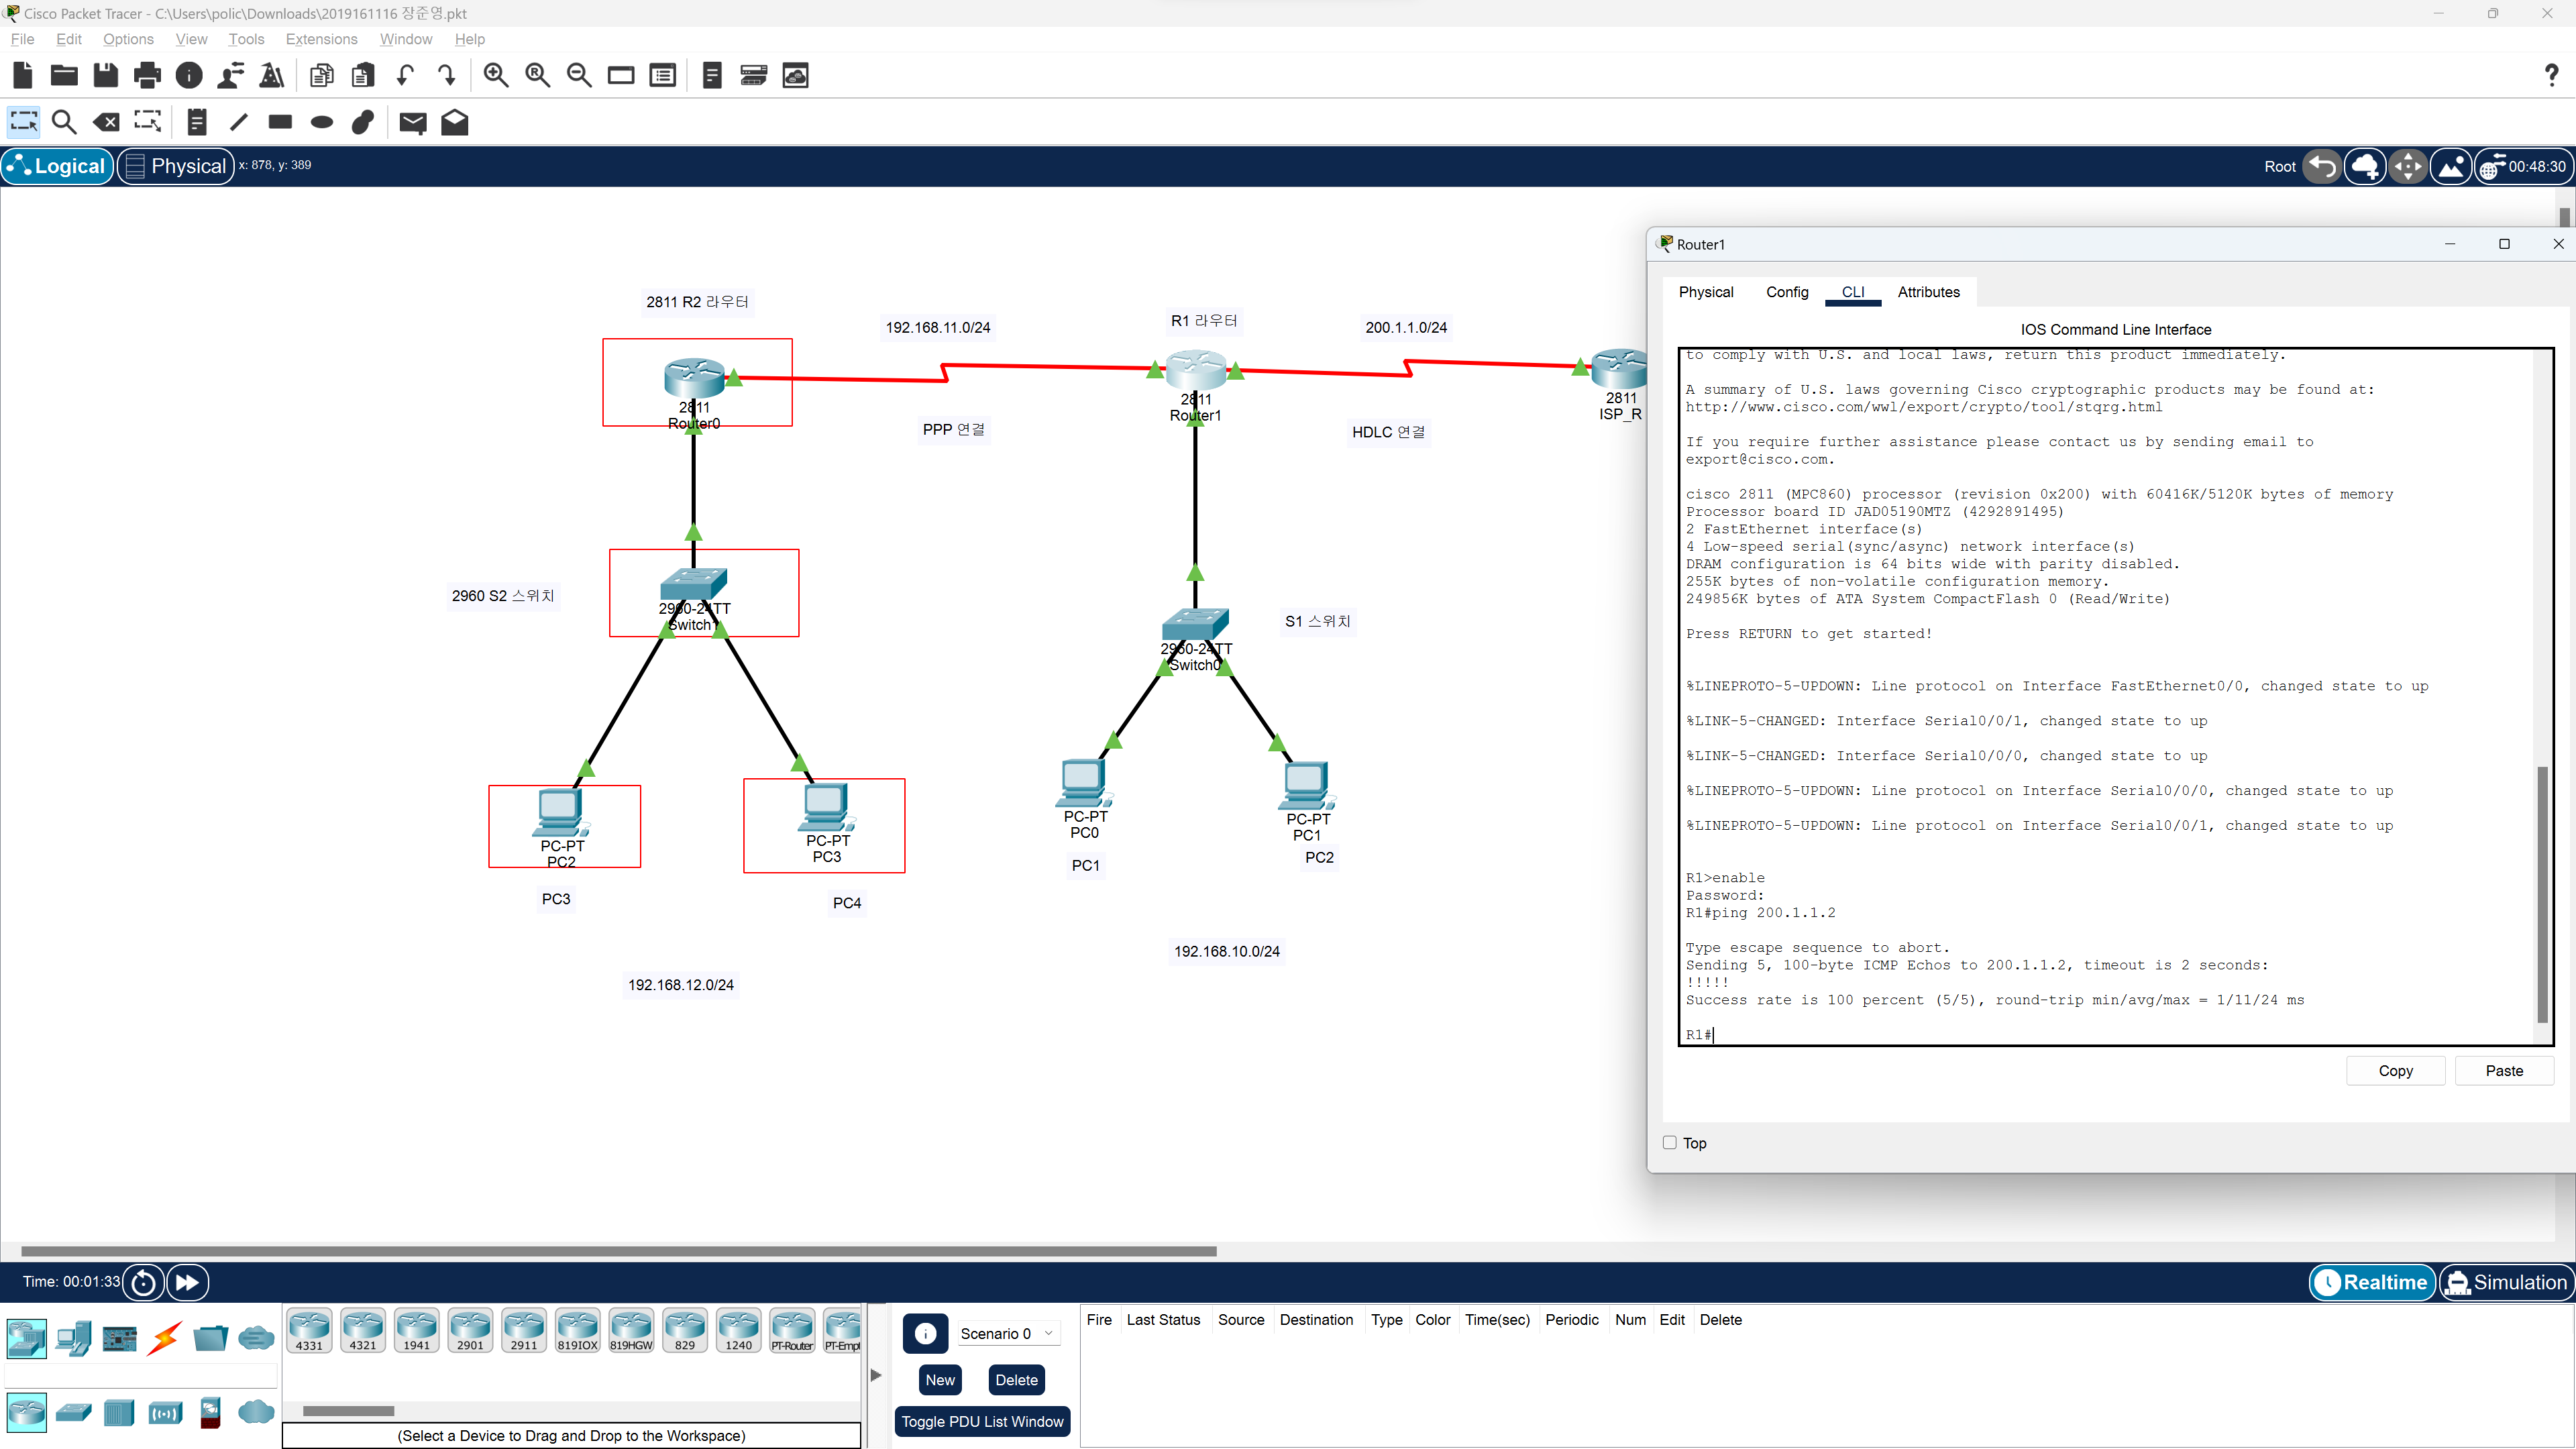 Cisco Packet Tracer - C:\Users\polic\Downloads\2019161116 장준영.pkt
File Edit Options View Tools Extensions Window Help
Logical Physical x: 878, y: 389 Root 00:48:30
2811 R2 라우터
192.168.11.0/24
R1 라우터
200.1.1.0/24
2811
Router0
2811
Router1
2811
ISP_R
PPP 연결
HDLC 연결
2960 S2 스위치
2960-24TT
Switch1
S1 스위치
2960-24TT
Switch0
PC-PT
PC2
PC-PT
PC3
PC-PT
PC0
PC-PT
PC1
PC3
PC4
PC1
PC2
192.168.10.0/24
192.168.12.0/24
Router1
Physical Config CLI Attributes
IOS Command Line Interface
to comply with U.S. and local laws, return this product immediately.
A summary of U.S. laws governing Cisco cryptographic products may be found at:
http://www.cisco.com/wwl/export/crypto/tool/stqrg.html
If you require further assistance please contact us by sending email to
export@cisco.com.
cisco 2811 (MPC860) processor (revision 0x200) with 60416K/5120K bytes of memory
Processor board ID JAD05190MTZ (4292891495)
2 FastEthernet interface(s)
4 Low-speed serial(sync/async) network interface(s)
DRAM configuration is 64 bits wide with parity disabled.
255K bytes of non-volatile configuration memory.
249856K bytes of ATA System CompactFlash 0 (Read/Write)
Press RETURN to get started!
%LINEPROTO-5-UPDOWN: Line protocol on Interface FastEthernet0/0, changed state to up
%LINK-5-CHANGED: Interface Serial0/0/1, changed state to up
%LINK-5-CHANGED: Interface Serial0/0/0, changed state to up
%LINEPROTO-5-UPDOWN: Line protocol on Interface Serial0/0/0, changed state to up
%LINEPROTO-5-UPDOWN: Line protocol on Interface Serial0/0/1, changed state to up
R1>enable
Password:
R1#ping 200.1.1.2
Type escape sequence to abort.
Sending 5, 100-byte ICMP Echos to 200.1.1.2, timeout is 2 seconds:
!!!!!
Success rate is 100 percent (5/5), round-trip min/avg/max = 1/11/24 ms
R1#
Copy Paste
Top
Time: 00:01:33 Realtime Simulation
4331 4321 1941 2901 2911 819IOX 819HGW 829 1240 PT-Router PT-Empt
(Select a Device to Drag and Drop to the Workspace)
Scenario 0
New Delete
Toggle PDU List Window
Fire Last Status Source Destination Type Color Time(sec) Periodic Num Edit Delete